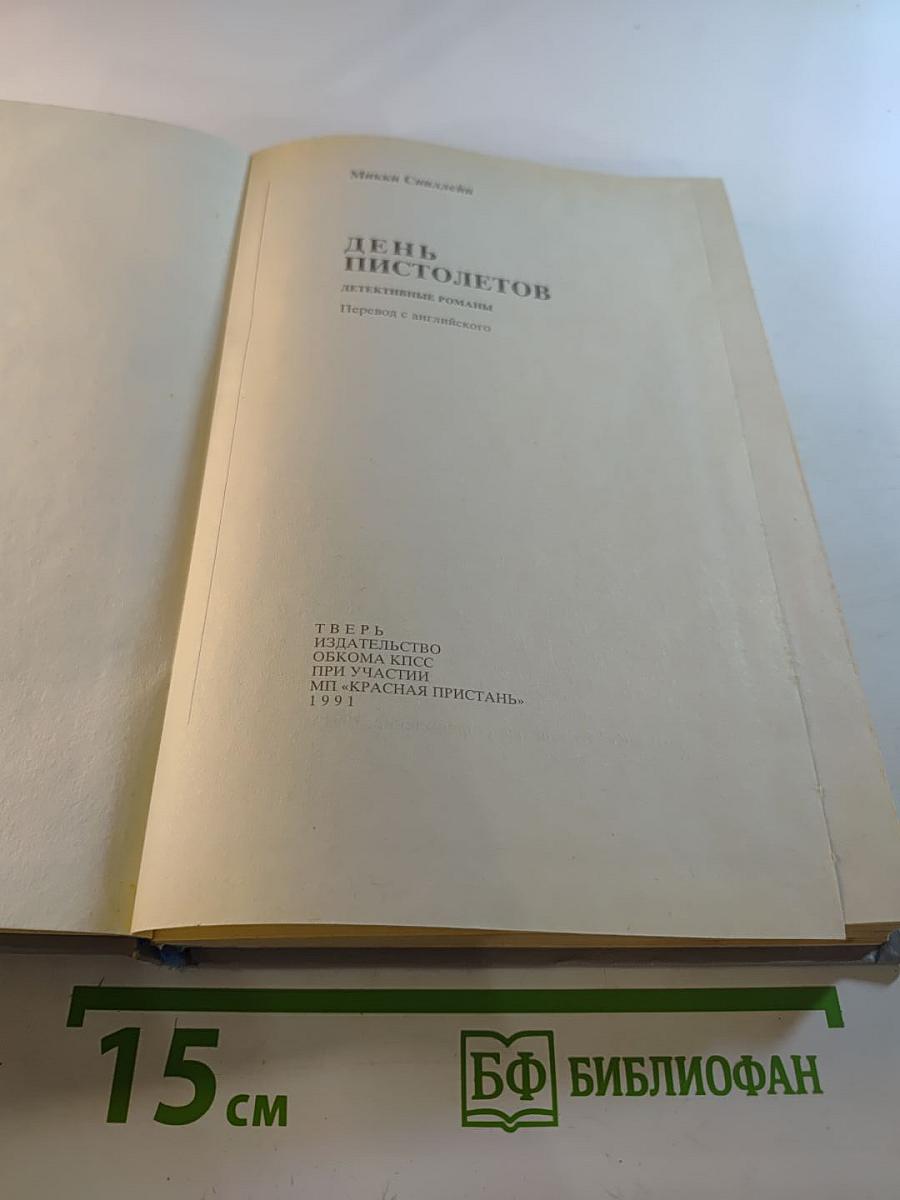 Микки Спиллейн
ДЕНЬ
ПИСТОЛЕТОВ
ДЕТЕКТИВНЫЕ РОМАНЫ
Перевод с английского
ТВЕРЬ
ИЗДАТЕЛЬСТВО
ОБКОМА КПСС
ПРИ УЧАСТИИ
МП «КРАСНАЯ ПРИСТАНЬ»
1991
15 см
БФ БИБЛИОФАН